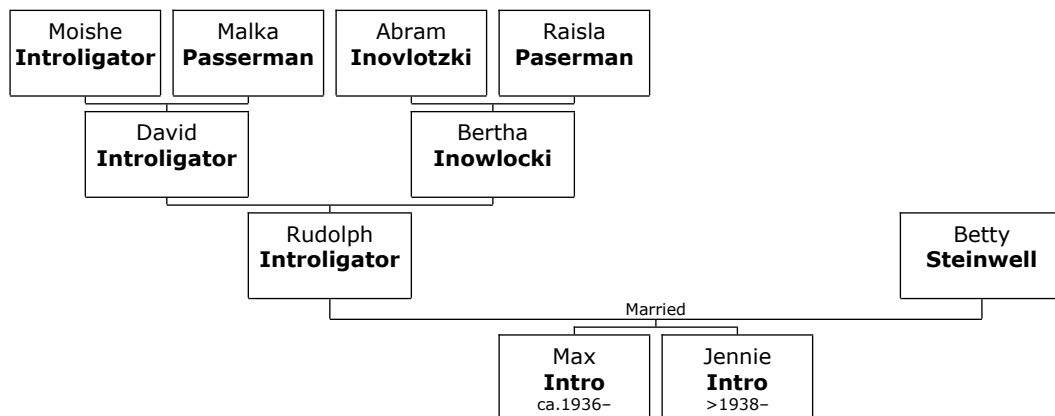 Moishe
Introligator
Malka
Passerman
Abram
Inovlotzki
Raisla
Paserman
David
Introligator
Bertha
Inowlocki
Rudolph
Introligator
Betty
Steinwell
Married
Max
Intro
ca.1936–
Jennie
Intro
>1938–